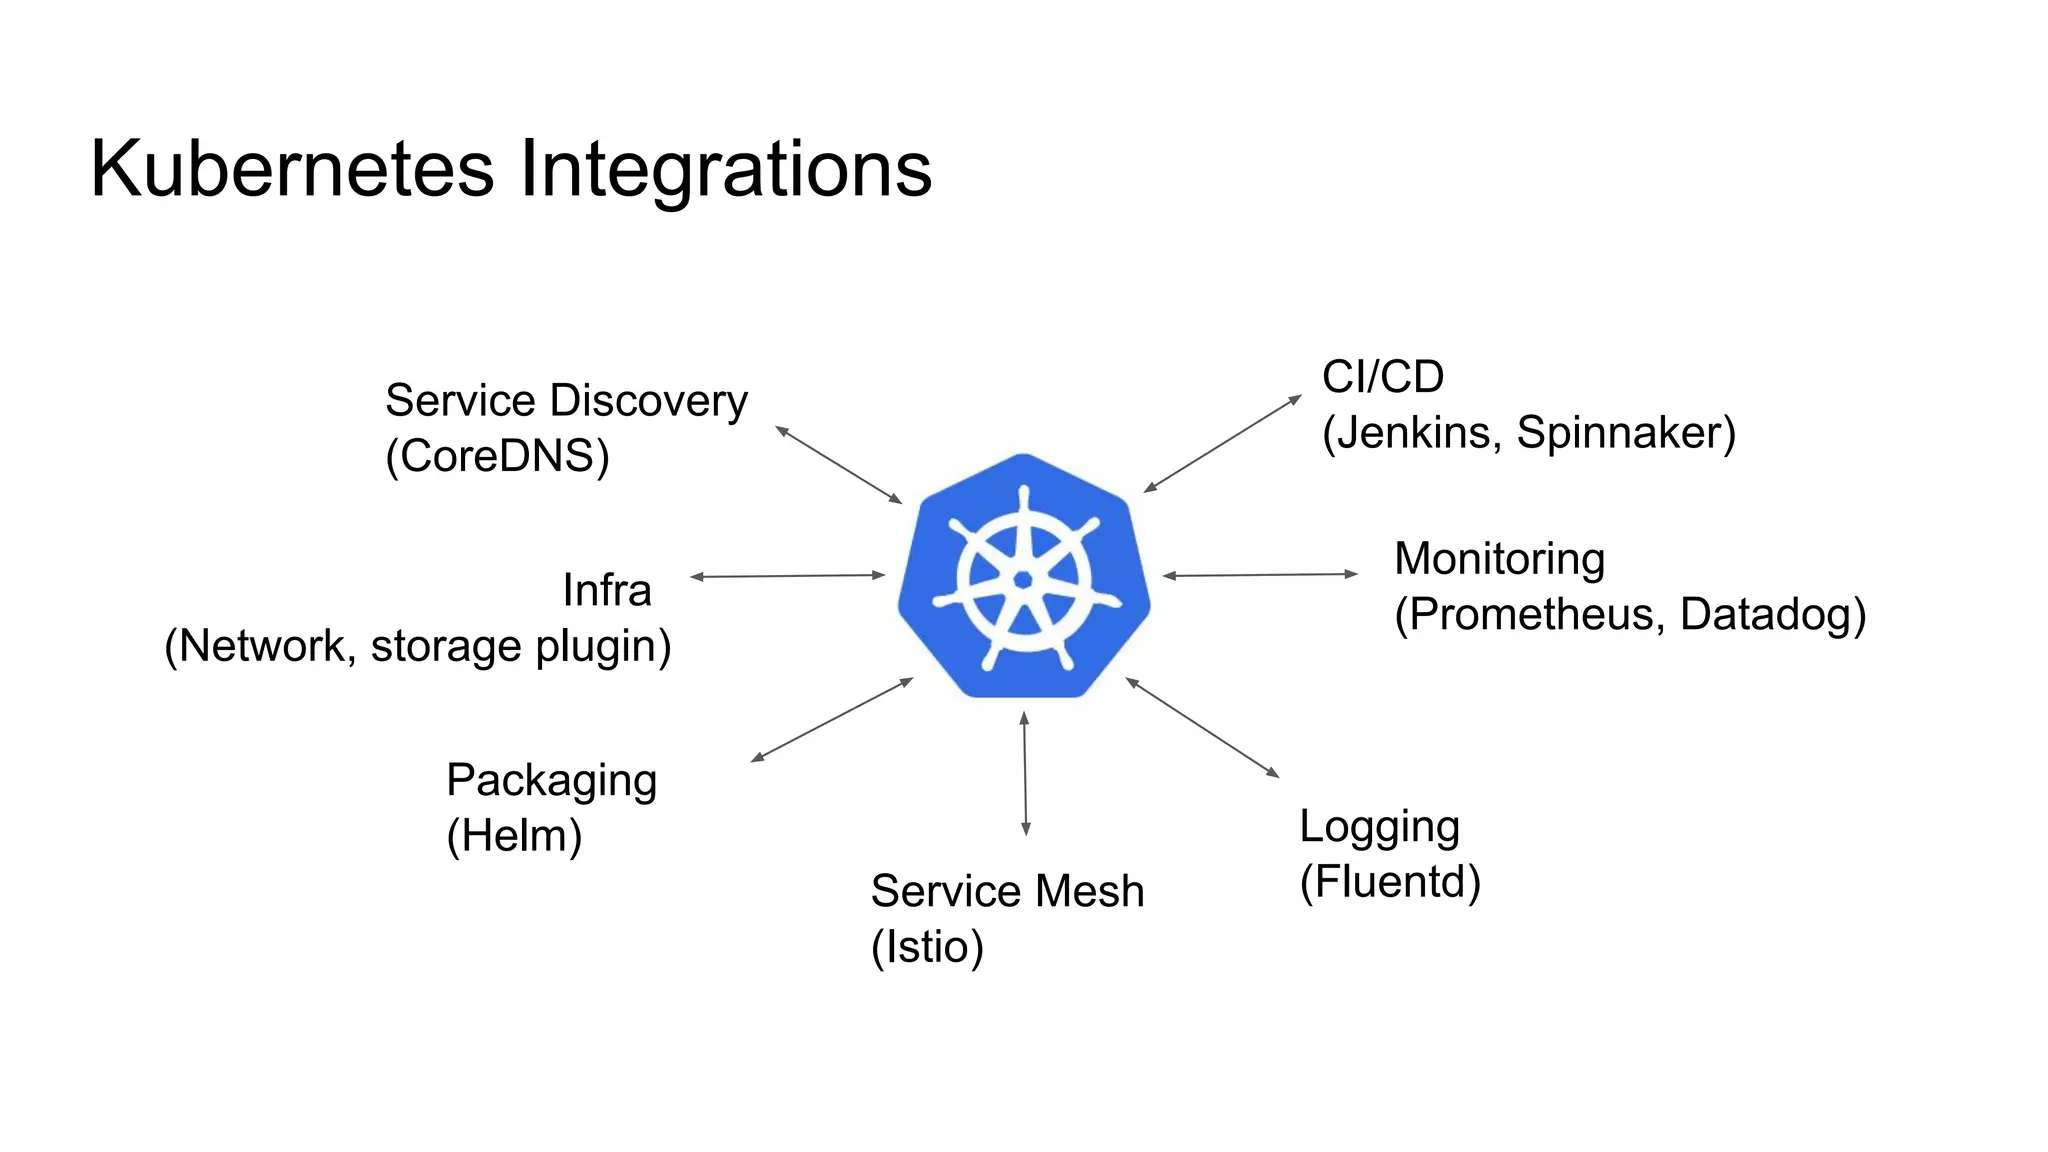 Kubernetes Integrations
Service Discovery
(CoreDNS)
CI/CD
(Jenkins, Spinnaker)
Infra
(Network, storage plugin)
Monitoring
(Prometheus, Datadog)
Packaging
(Helm)
Service Mesh
(Istio)
Logging
(Fluentd)